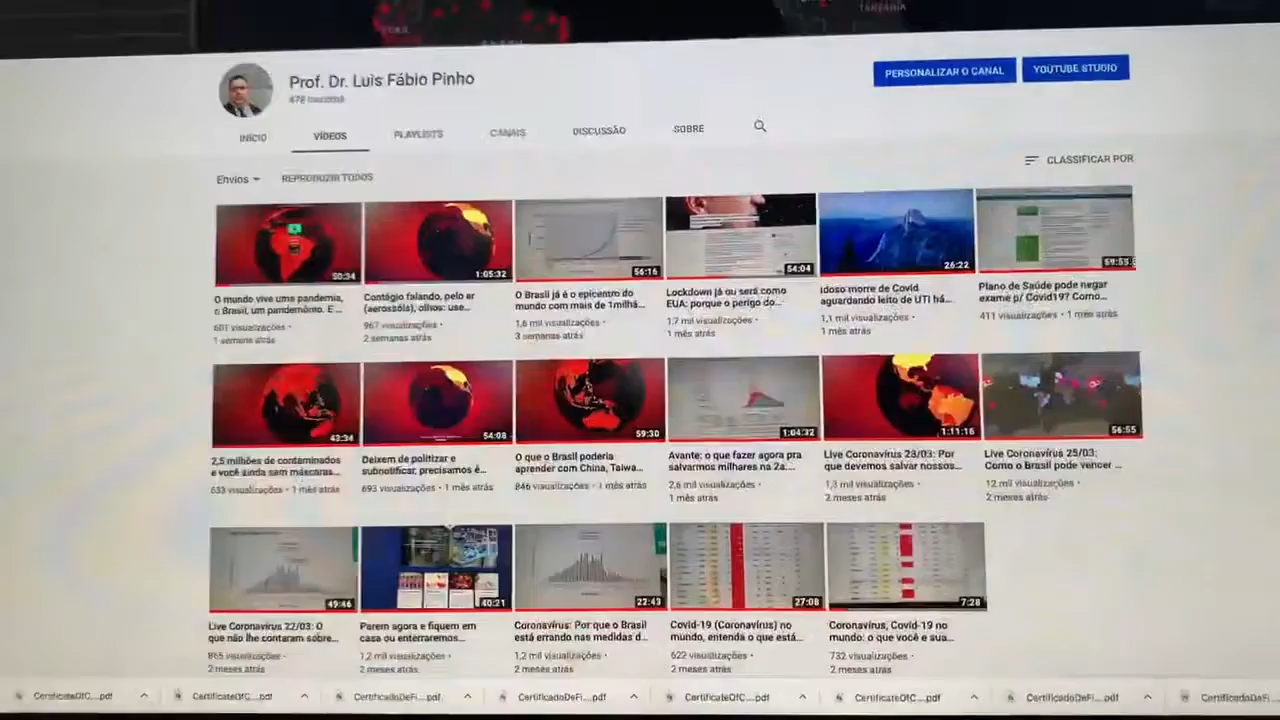 Prof. Dr. Luis Fábio Pinho
PERSONALIZAR O CANAL
YOUTUBE STUDIO
INÍCIO
VÍDEOS
PLAYLISTS
CANAIS
DISCUSSÃO
SOBRE
Envios
REPRODUZIR TODOS
CLASSIFICAR POR
50:34
1:05:32
56:16
54:04
26:22
59:55
O mundo vive uma pandemia,
o Brasil, um pandemônio. E ...
601 visualizações •
1 semana atrás
Contágio falando, pelo ar
(aerossóis), olhos: use...
967 visualizações •
2 semanas atrás
O Brasil já é o epicentro do
mundo com mais de 1milhã...
1,6 mil visualizações •
3 semanas atrás
Lockdown já ou será como
EUA: porque o perigo do...
1,7 mil visualizações •
1 mês atrás
Idoso morre de Covid
aguardando leito de UTI há...
1,1 mil visualizações •
1 mês atrás
Plano de Saúde pode negar
exame p/ Covid19? Como...
411 visualizações • 1 mês atrás
43:34
54:08
59:30
1:04:32
1:11:16
56:55
2,5 milhões de contaminados
e você ainda sem máscaras...
633 visualizações • 1 mês atrás
Deixem de politizar e
subnotificar, precisamos é...
693 visualizações • 1 mês atrás
O que o Brasil poderia
aprender com China, Taiwa...
846 visualizações • 1 mês atrás
Avante: o que fazer agora pra
salvarmos milhares na 2a....
2,6 mil visualizações •
1 mês atrás
Live Coronavírus 28/03: Por
que devemos salvar nossos...
1,3 mil visualizações •
2 meses atrás
Live Coronavírus 25/03:
Como o Brasil pode vencer ...
12 mil visualizações •
2 meses atrás
49:46
40:21
22:43
27:08
7:28
Live Coronavírus 22/03: O
que não lhe contaram sobre...
865 visualizações •
2 meses atrás
Parem agora e fiquem em
casa ou enterraremos...
1,2 mil visualizações •
2 meses atrás
Coronavírus: Por que o Brasil
está errando nas medidas d...
1,2 mil visualizações •
2 meses atrás
Covid-19 (Coronavírus) no
mundo, entenda o que está...
622 visualizações •
2 meses atrás
Coronavírus, Covid-19 no
mundo: o que você e sua...
732 visualizações •
2 meses atrás
CertificateOfC....pdf
CertificateOfC....pdf
CertificadoDeFi....pdf
CertificadoDeFi....pdf
CertificateOfC....pdf
CertificateOfC....pdf
CertificadoDeFi....pdf
CertificadoDeFi...